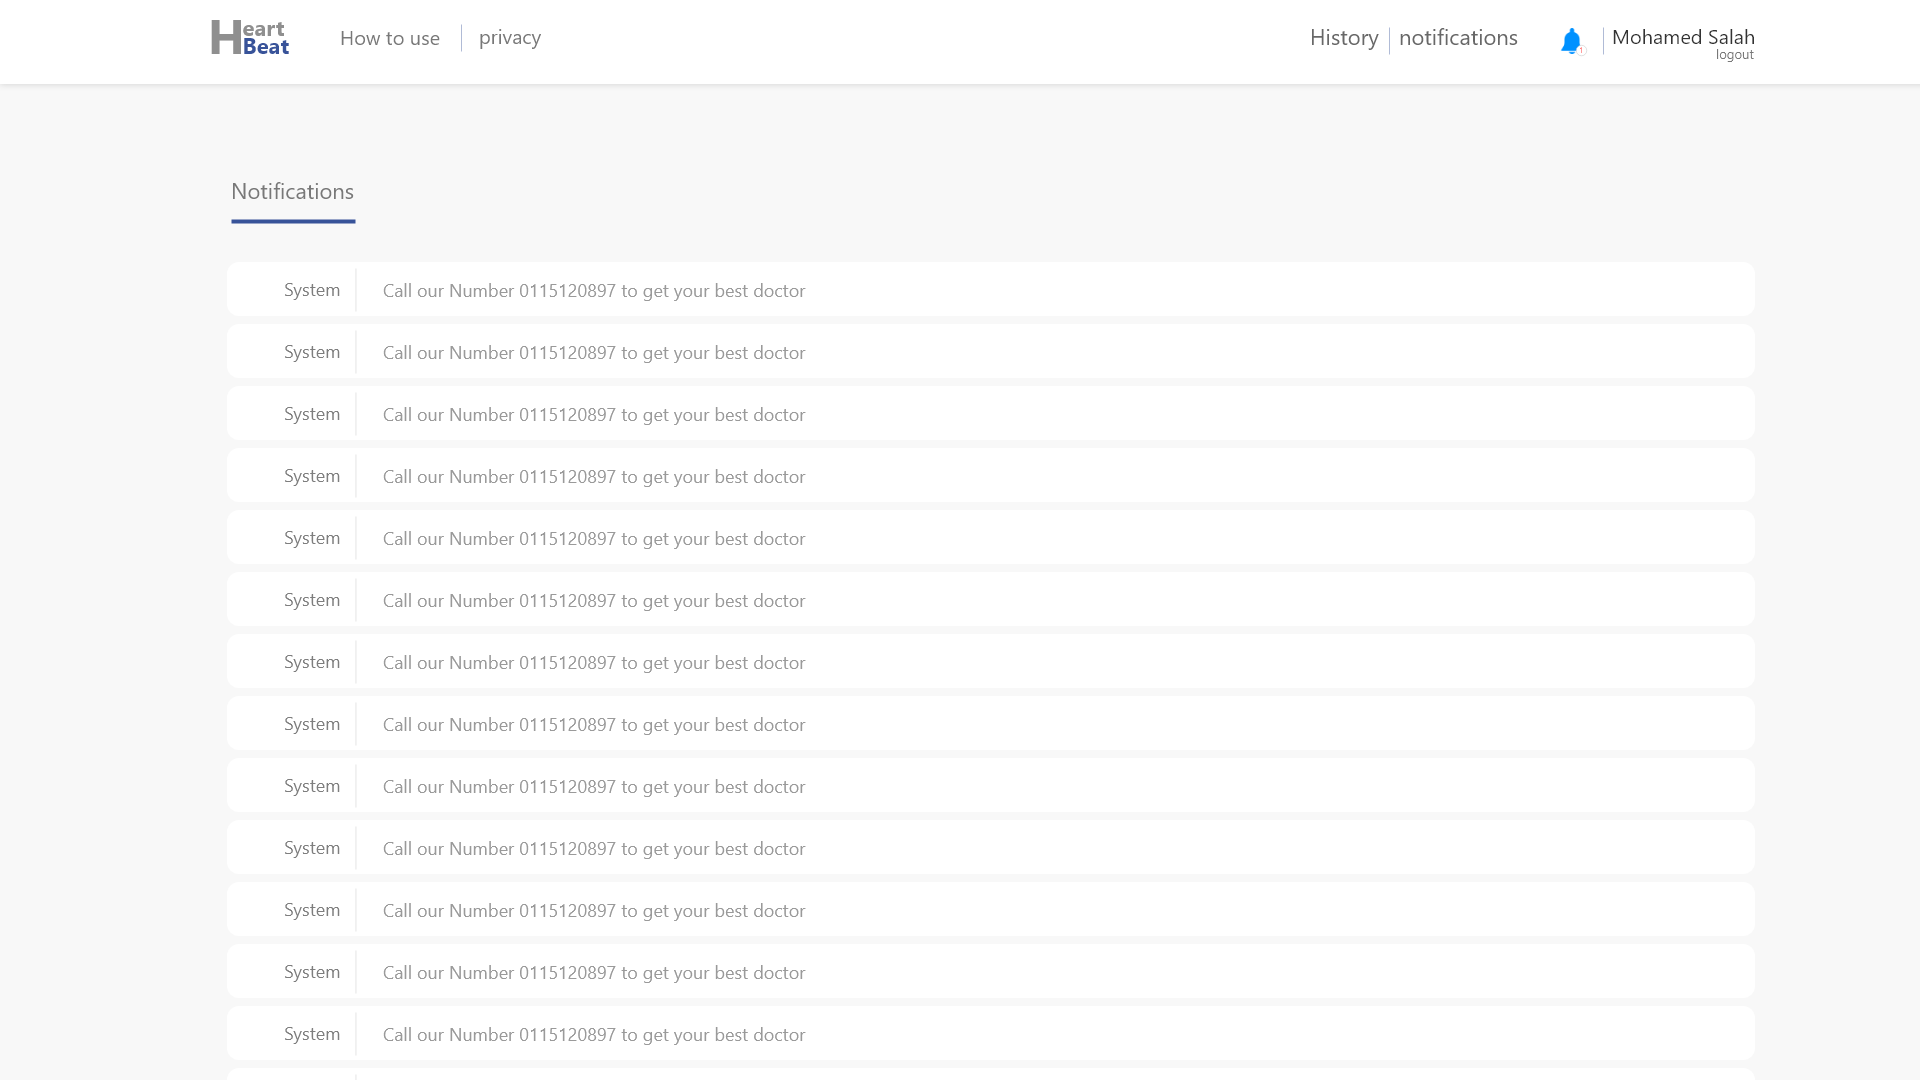 Heart
Beat
How to use
privacy
History
notifications
1
Mohamed Salah
logout
Notifications
System Call our Number 0115120897 to get your best doctor
System Call our Number 0115120897 to get your best doctor
System Call our Number 0115120897 to get your best doctor
System Call our Number 0115120897 to get your best doctor
System Call our Number 0115120897 to get your best doctor
System Call our Number 0115120897 to get your best doctor
System Call our Number 0115120897 to get your best doctor
System Call our Number 0115120897 to get your best doctor
System Call our Number 0115120897 to get your best doctor
System Call our Number 0115120897 to get your best doctor
System Call our Number 0115120897 to get your best doctor
System Call our Number 0115120897 to get your best doctor
System Call our Number 0115120897 to get your best doctor